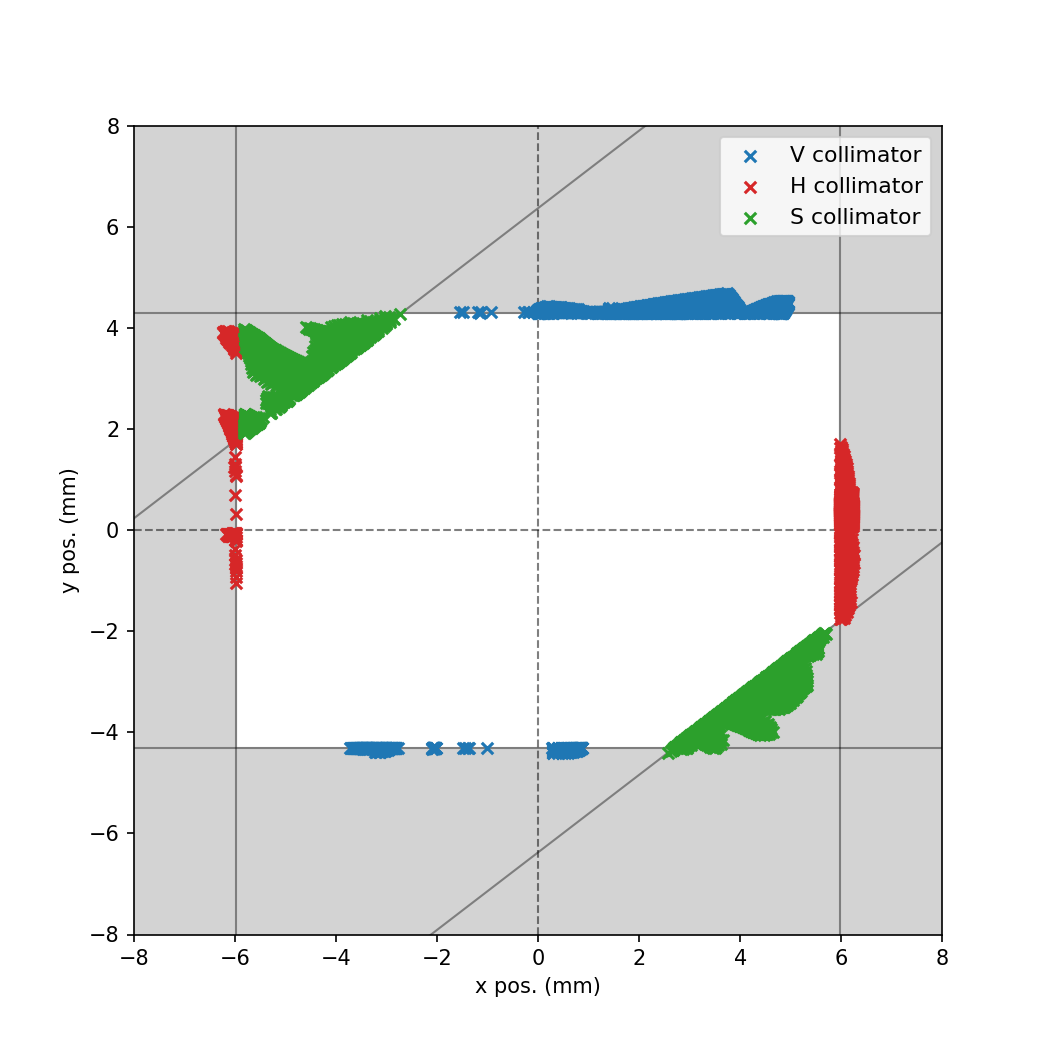 V collimator
H collimator
S collimator
8
6
4
2
0
−2
−4
−6
−8
y pos. (mm)
−8 −6 −4 −2 0 2 4 6 8
x pos. (mm)